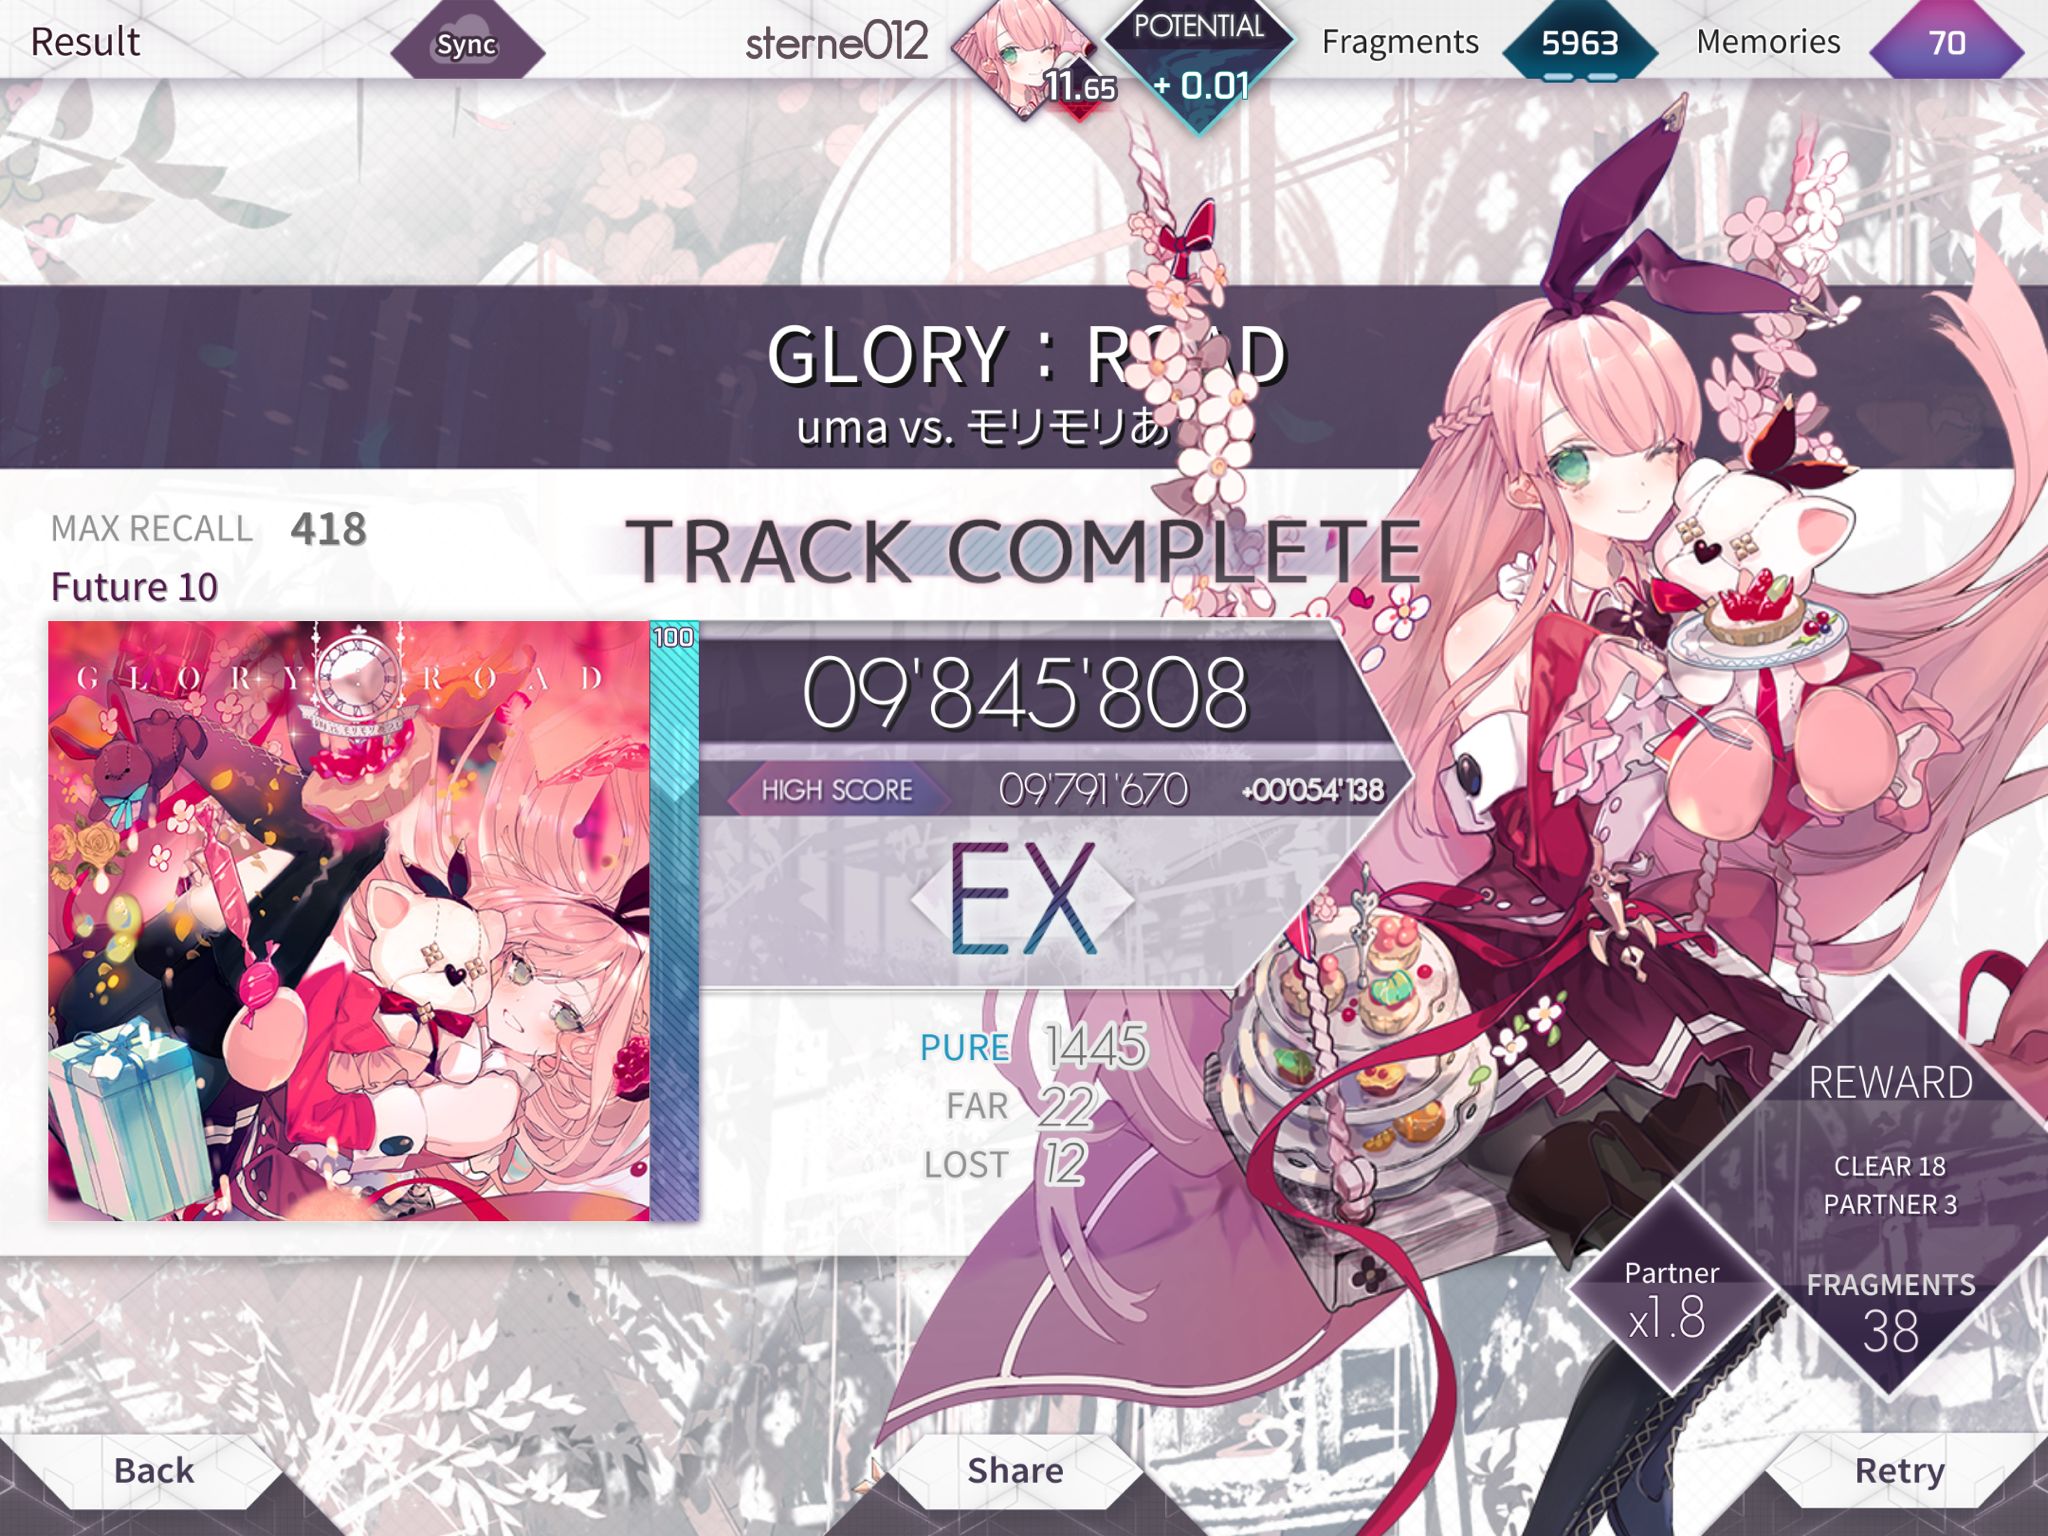 Result
Sync
sterne012
11.65
POTENTIAL
+ 0.01
Fragments
5963
Memories
70
GLORY：ROAD
uma vs. モリモリあ
MAX RECALL 418
TRACK COMPLETE
Future 10
GLORY : ROAD
100
09'845'808
HIGH SCORE 09'791'670 +00'054'138
EX
PURE 1445
FAR 22
LOST 12
REWARD
CLEAR 18
PARTNER 3
Partner
x1.8
FRAGMENTS
38
Back
Share
Retry